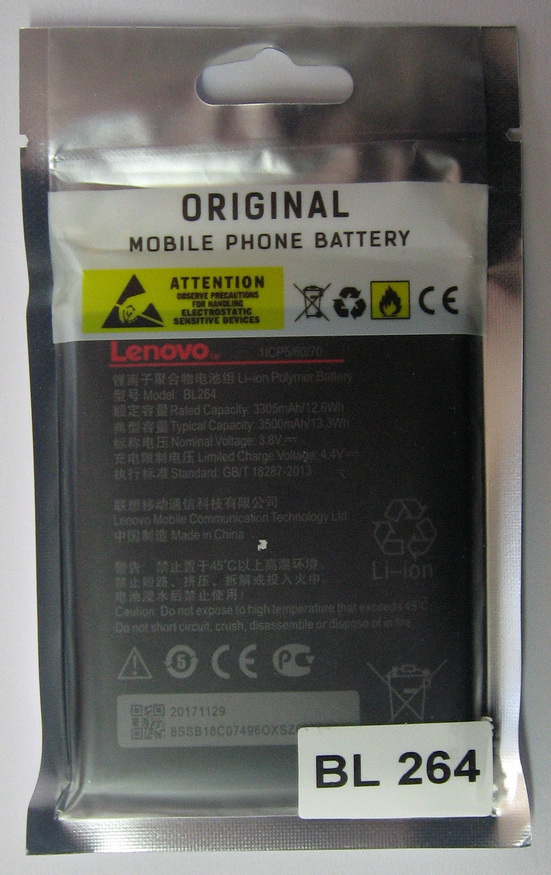 ORIGINAL
MOBILE PHONE BATTERY
ATTENTION
OBSERVE PRECAUTIONS
FOR HANDLING
ELECTROSTATIC
SENSITIVE DEVICES
CE
Lenovo™ 1ICP5/60/70
锂离子聚合物电池组 Li-ion Polymer Battery
型号 Model: BL264
额定容量 Rated Capacity: 3305mAh/12.6Wh
典型容量 Typical Capacity: 3500mAh/13.3Wh
标称电压 Nominal Voltage: 3.8V
充电限制电压 Limited Charge Voltage: 4.4V
执行标准 Standard: GB/T 18287-2013
联想移动通信科技有限公司
Lenovo Mobile Communication Technology Ltd.
中国制造 Made in China
Li-ion
警告: 禁止置于45℃以上高温环境,
禁止短路、挤压、拆解或投入火中,
电池浸水后禁止使用!
Caution: Do not expose to high temperature that exceeds 45℃
Do not short circuit, crush, disassemble or dispose of in fire.
5 CE
20171129
8SSB18C07496OXSZ
BL 264